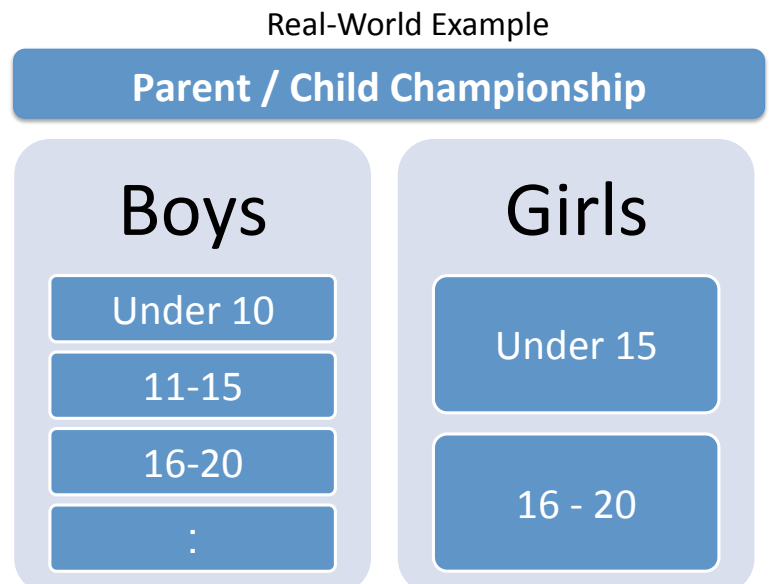 Real-World Example
Parent / Child Championship
Boys
Under 10
11-15
16-20
:
Girls
Under 15
16 - 20